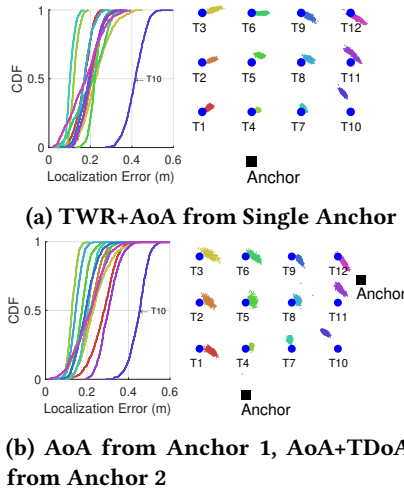 1
T3 T6 T9 T12
CDF
0.5
T10
T2 T5 T8 T11
T1 T4 T7 T10
0
0 0.2 0.4 0.6
Localization Error (m)
Anchor
(a) TWR+AoA from Single Anchor
1
T3 T6 T9 T12
Anchor
CDF
0.5
T10
T2 T5 T8 T11
T1 T4 T7 T10
0
0 0.2 0.4 0.6
Localization Error (m)
Anchor
(b) AoA from Anchor 1, AoA+TDoA
from Anchor 2